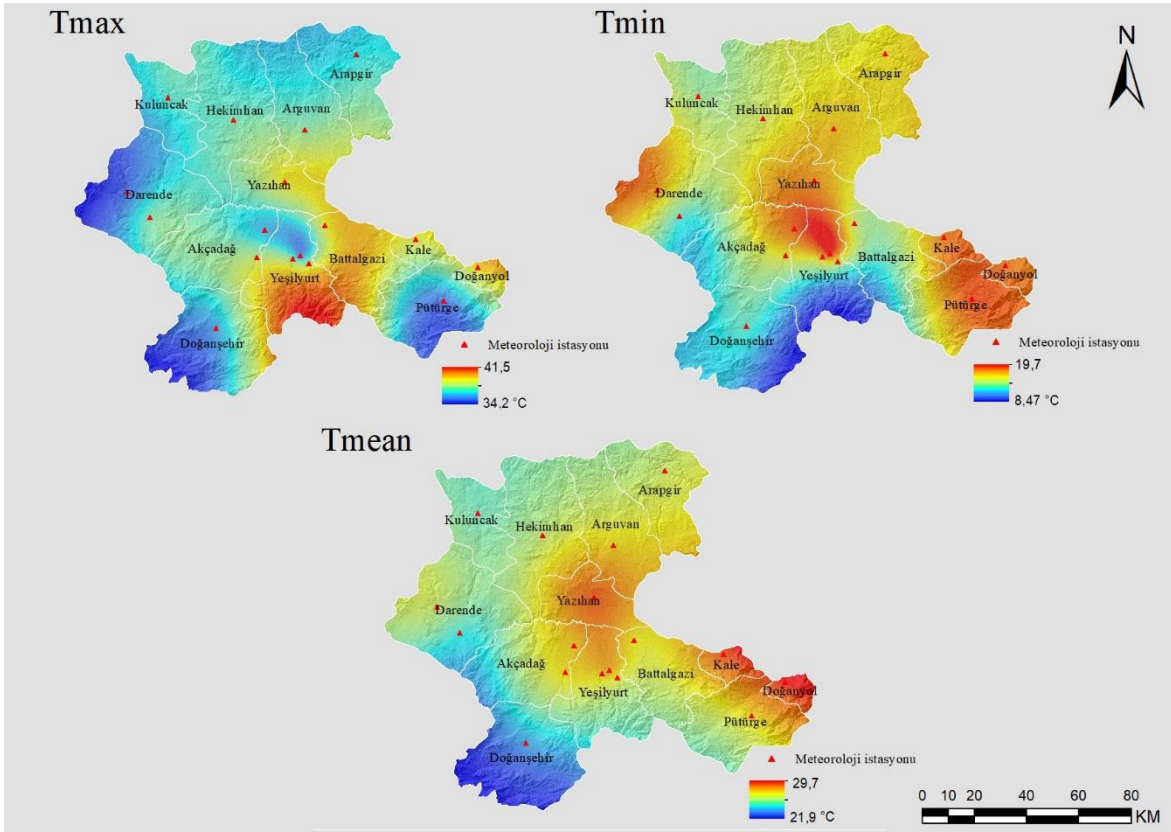 Tmax
Arapgir
Kuluncak
Hekimhan
Arguvan
Yazıhan
Darende
Akçadağ
Battalgazi
Kale
Doğanyol
Yeşilyurt
Pütürge
Doğanşehir
Meteoroloji istasyonu
41,5
34,2 °C
Tmin
N
Arapgir
Kuluncak
Hekimhan
Arguvan
Yazıhan
Darende
Akçadağ
Battalgazi
Kale
Yeşilyurt
Doğanyol
Pütürge
Doğanşehir
Meteoroloji istasyonu
19,7
8,47 °C
Tmean
Arapgir
Kuluncak
Hekimhan
Arguvan
Yazıhan
Darende
Akçadağ
Kale
Battalgazi
Yeşilyurt
Doğanyol
Pütürge
Doğanşehir
Meteoroloji istasyonu
29,7
21,9 °C
0 10 20 40 60 80
KM